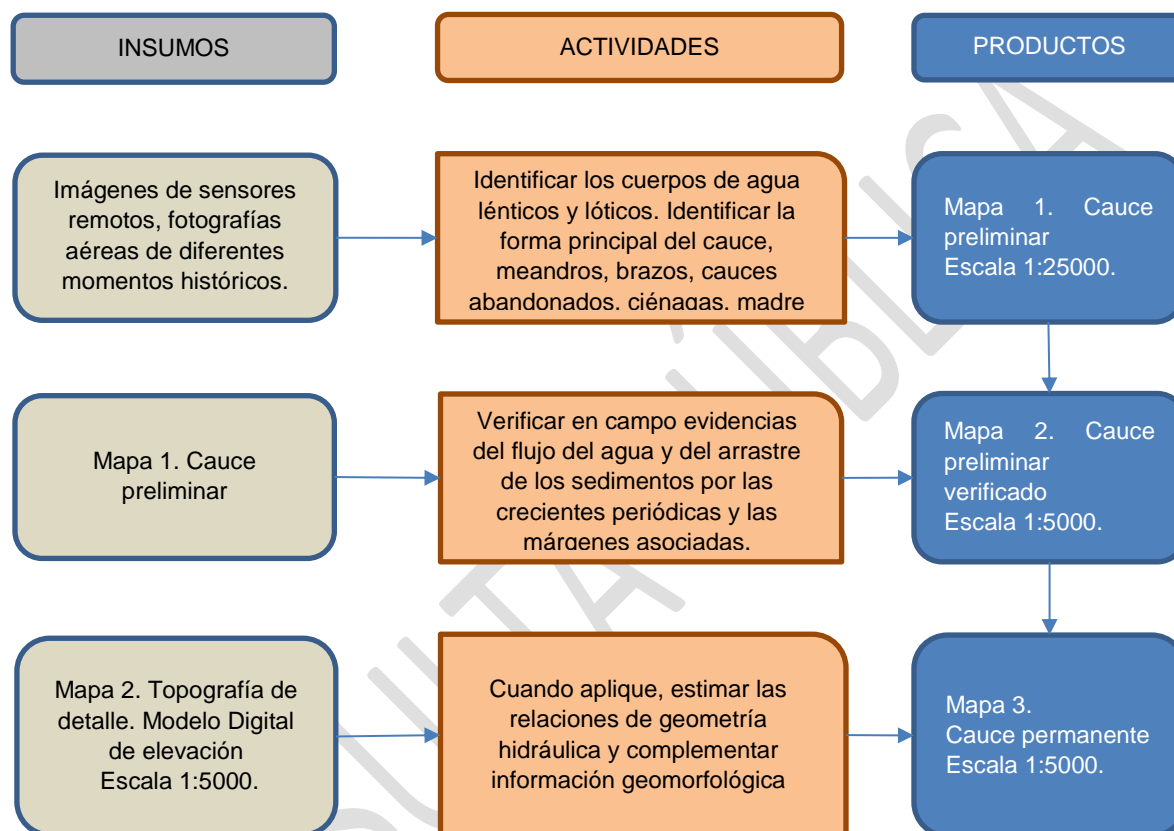 INSUMOS
ACTIVIDADES
PRODUCTOS
Imágenes de sensores
remotos, fotografías
aéreas de diferentes
momentos históricos.
Identificar los cuerpos de agua
lénticos y lóticos. Identificar la
forma principal del cauce,
meandros, brazos, cauces
abandonados, ciénagas, madre
Mapa 1. Cauce
preliminar
Escala 1:25000.
Mapa 1. Cauce
preliminar
Verificar en campo evidencias
del flujo del agua y del arrastre
de los sedimentos por las
crecientes periódicas y las
márgenes asociadas.
Mapa 2. Cauce
preliminar
verificado
Escala 1:5000.
Mapa 2. Topografía de
detalle. Modelo Digital
de elevación
Escala 1:5000.
Cuando aplique, estimar las
relaciones de geometría
hidráulica y complementar
información geomorfológica
Mapa 3.
Cauce permanente
Escala 1:5000.